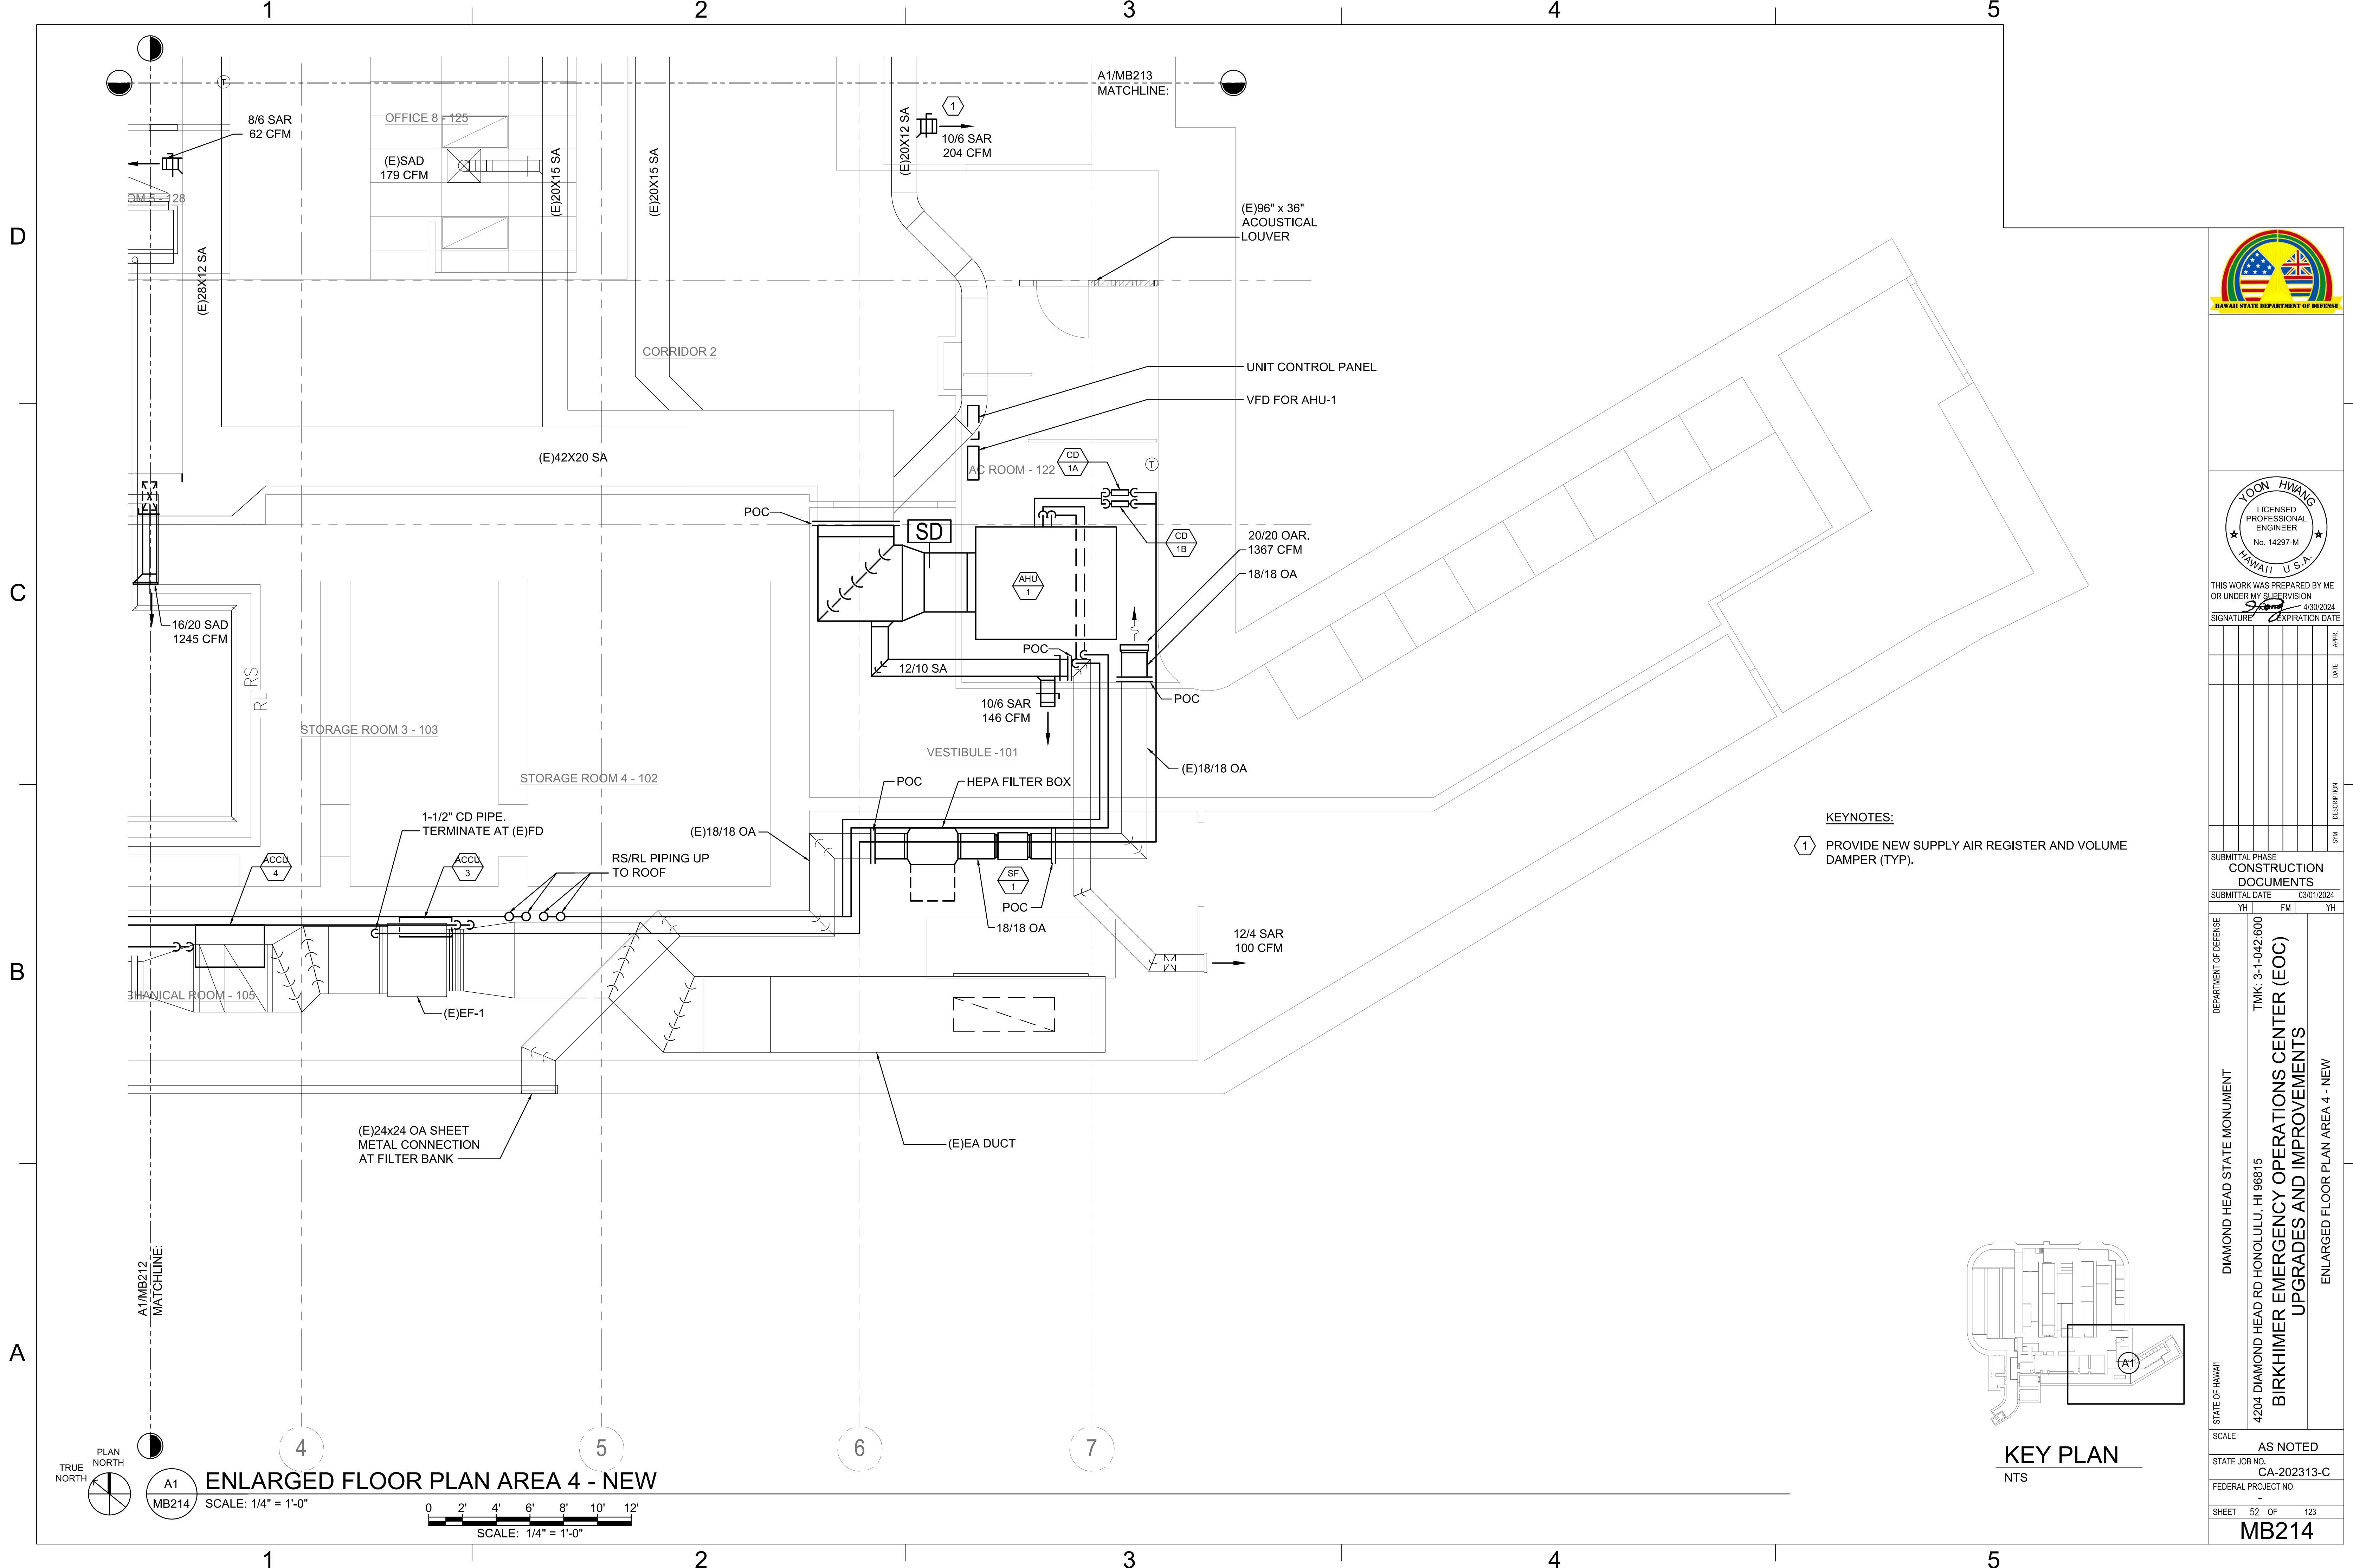 1
2
3
4
5
D
C
B
A
A1/MB213
MATCHLINE:
T
8/6 SAR
62 CFM
OFFICE 8 - 125
(E)SAD
179 CFM
(E)20X15 SA
(E)20X15 SA
(E)20X12 SA
1
10/6 SAR
204 CFM
OM 5 - 128
(E)28X12 SA
(E)96" x 36"
ACOUSTICAL
LOUVER
CORRIDOR 2
UNIT CONTROL PANEL
VFD FOR AHU-1
(E)42X20 SA
CD
1A
AC ROOM - 122
T
POC
SD
CD
1B
20/20 OAR.
1367 CFM
18/18 OA
AHU
1
16/20 SAD
1245 CFM
RS
RL
POC
12/10 SA
POC
10/6 SAR
146 CFM
STORAGE ROOM 3 - 103
VESTIBULE -101
STORAGE ROOM 4 - 102
(E)18/18 OA
POC
HEPA FILTER BOX
1-1/2" CD PIPE.
TERMINATE AT (E)FD
(E)18/18 OA
ACCU
4
ACCU
3
RS/RL PIPING UP
TO ROOF
SF
1
POC
18/18 OA
12/4 SAR
100 CFM
CHANICAL ROOM - 105
(E)EF-1
(E)24x24 OA SHEET
METAL CONNECTION
AT FILTER BANK
(E)EA DUCT
KEYNOTES:
1 PROVIDE NEW SUPPLY AIR REGISTER AND VOLUME
DAMPER (TYP).
A1/MB212
MATCHLINE:
4
5
6
7
PLAN
NORTH
TRUE
NORTH
A1
MB214
ENLARGED FLOOR PLAN AREA 4 - NEW
SCALE: 1/4" = 1'-0"
0 2' 4' 6' 8' 10' 12'
SCALE: 1/4" = 1'-0"
A1
KEY PLAN
NTS
HAWAII STATE DEPARTMENT OF DEFENSE
YOON HWANG
LICENSED
PROFESSIONAL
ENGINEER
No. 14297-M
HAWAII U.S.A.
THIS WORK WAS PREPARED BY ME
OR UNDER MY SUPERVISION
4/30/2024
SIGNATURE EXPIRATION DATE
APPR.
DATE
DESCRIPTION
SYM
SUBMITTAL PHASE
CONSTRUCTION
DOCUMENTS
SUBMITTAL DATE 03/01/2024
YH FM YH
DEPARTMENT OF DEFENSE
DIAMOND HEAD STATE MONUMENT
STATE OF HAWAI'I
TMK: 3-1-042:600
4204 DIAMOND HEAD RD HONOLULU, HI 96815
BIRKHIMER EMERGENCY OPERATIONS CENTER (EOC)
UPGRADES AND IMPROVEMENTS
ENLARGED FLOOR PLAN AREA 4 - NEW
SCALE:
AS NOTED
STATE JOB NO.
CA-202313-C
FEDERAL PROJECT NO.
-
SHEET 52 OF 123
MB214
1
2
3
4
5